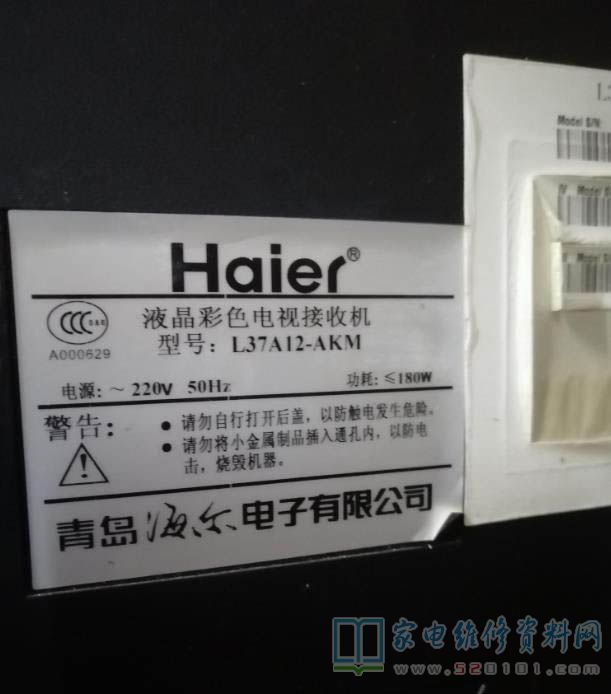 Haier®
CCC S&E
A000629
液晶彩色电视接收机
型号：L37A12-AKM
电源：～220V 50Hz
功耗：≤180W
警告：
• 请勿自行打开后盖，以防触电发生危险。
• 请勿将小金属制品插入通孔内，以防电
击，烧毁机器。
青岛海尔电子有限公司
Model S/N:
家电维修资料网
www.520101.com